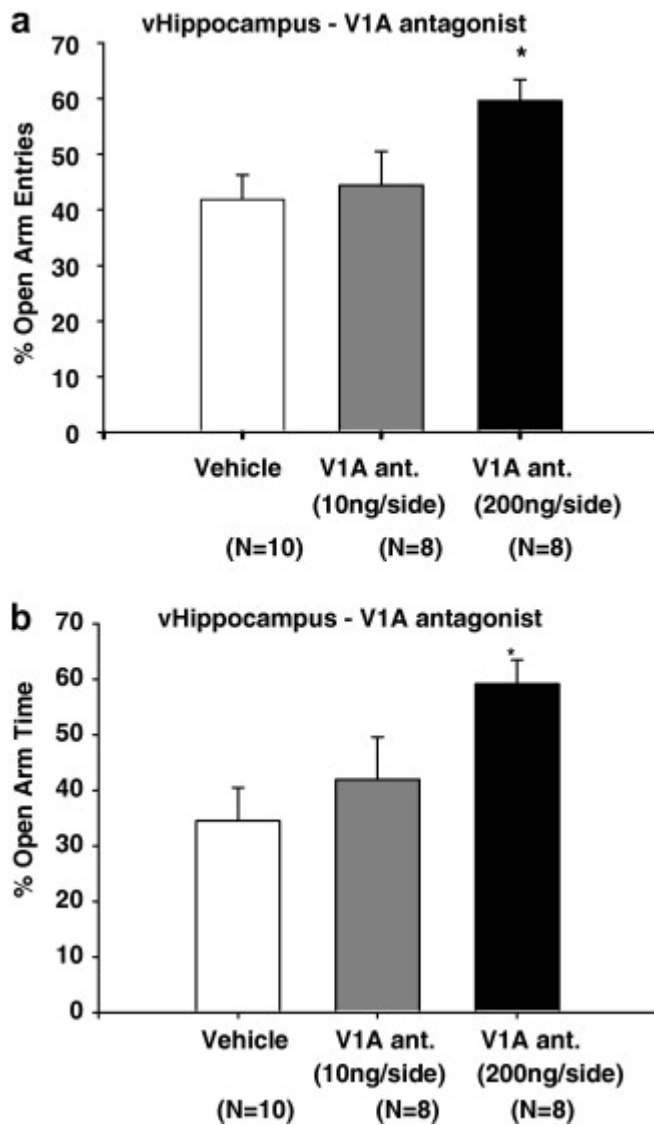 a
vHippocampus - V1A antagonist
*
70
60
50
40
30
20
10
0
% Open Arm Entries
Vehicle V1A ant. V1A ant.
(10ng/side) (200ng/side)
(N=10) (N=8) (N=8)
b
vHippocampus - V1A antagonist
*
70
60
50
40
30
20
10
0
% Open Arm Time
Vehicle V1A ant. V1A ant.
(10ng/side) (200ng/side)
(N=10) (N=8) (N=8)